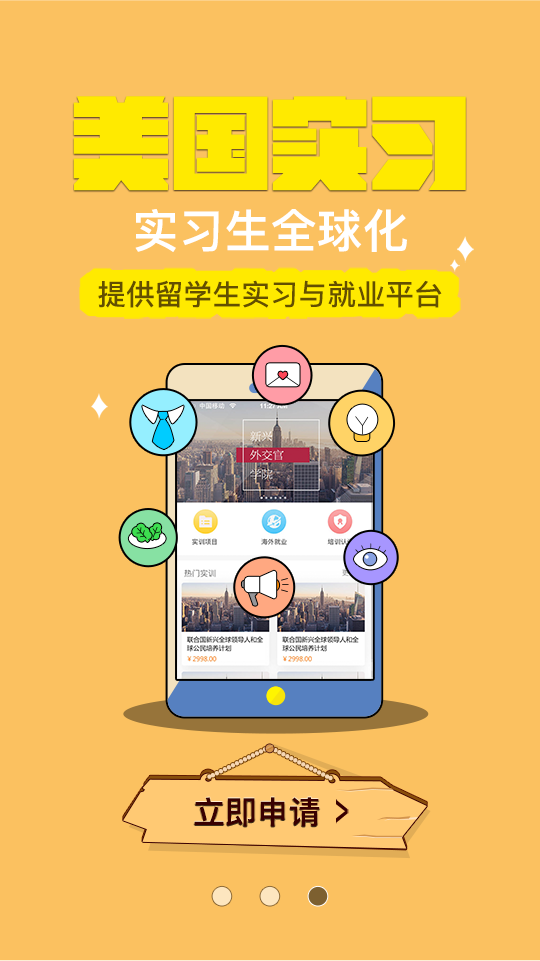 美国实习
实习生全球化
提供留学生实习与就业平台
中国移动
新兴
外交官
学院
实训项目
海外就业
培训认
热门实训
联合国新兴全球领导人和全
球公民培养计划
¥2998.00
联合国新兴全球领导人和全
球公民培养计划
¥2998.00
立即申请 >